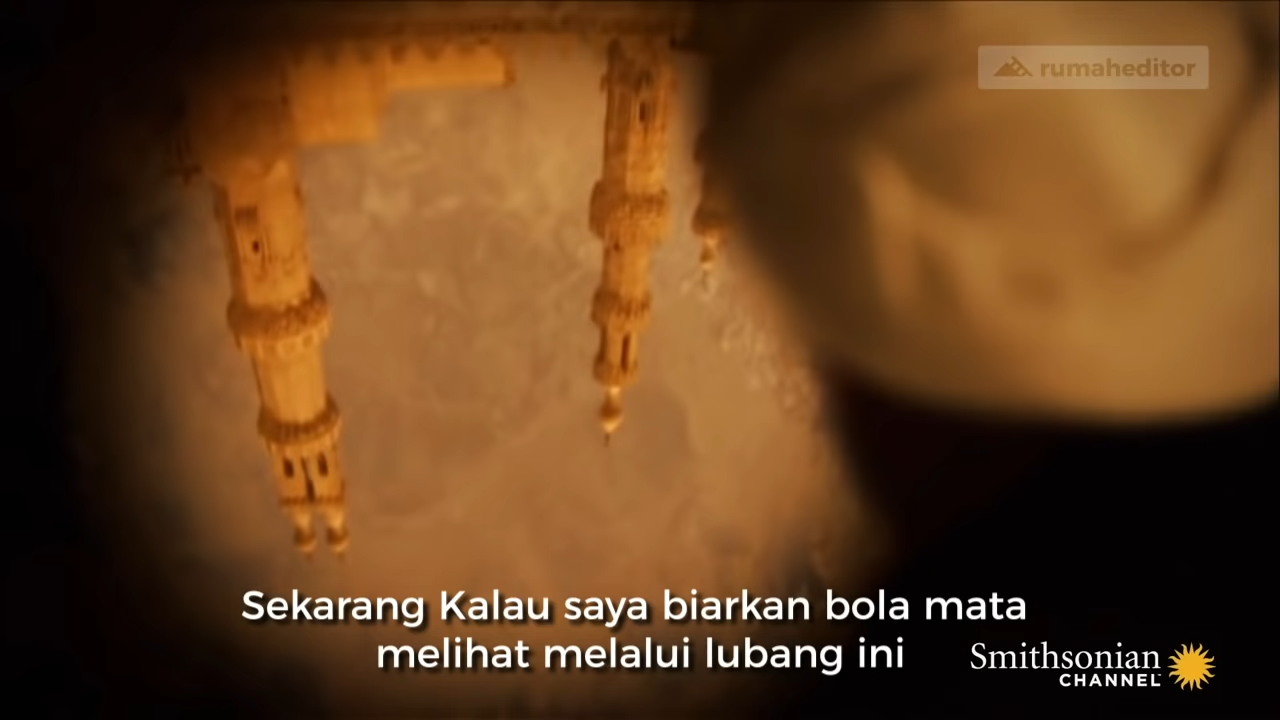 rumaheditor
Sekarang Kalau saya biarkan bola mata
melihat melalui lubang ini
Smithsonian
CHANNEL